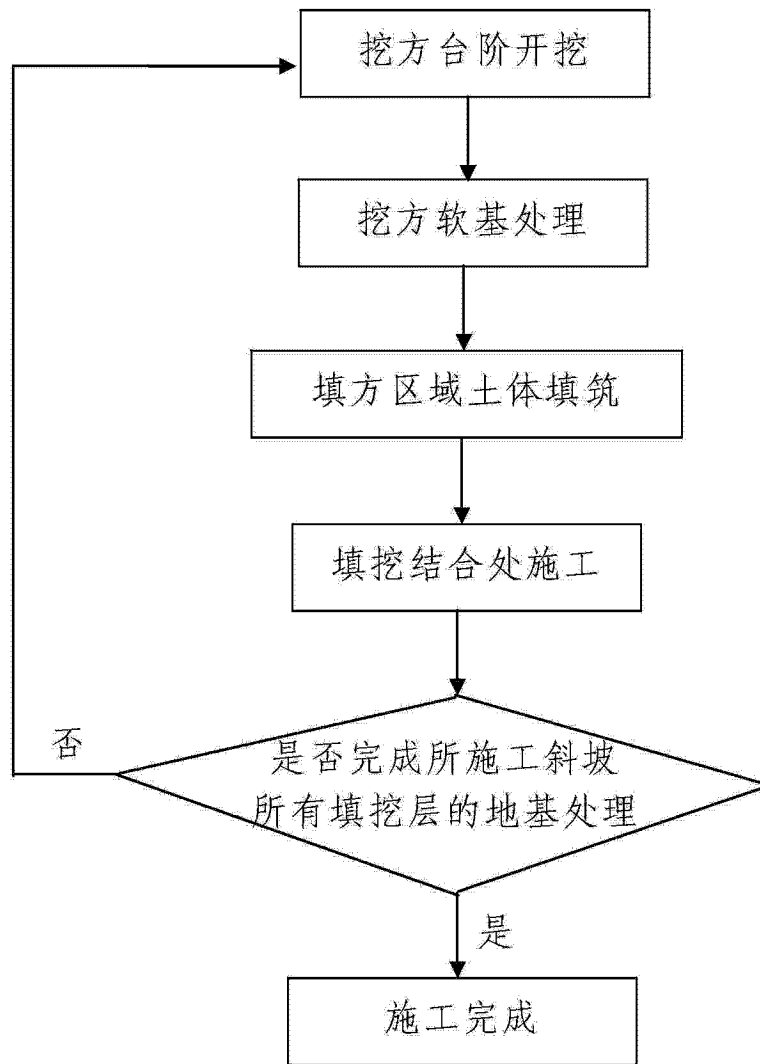 挖方台阶开挖
挖方软基处理
填方区域土体填筑
填挖结合处施工
否
是否完成所施工斜坡
所有填挖层的地基处理
是
施工完成